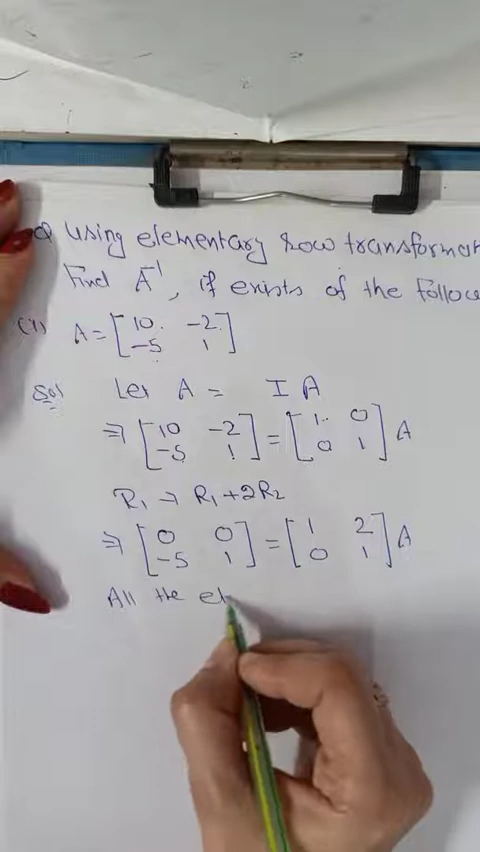 Q Using elementary row transformat
Find A⁻¹, if exists of the follow
A = [10 -2
-5 1]
Sol Let A = I A
⇒ [10 -2
-5 1] = [1 0
0 1] A
R₁ → R₁+2R₂
⇒ [0 0
-5 1] = [1 2
0 1] A
All the el